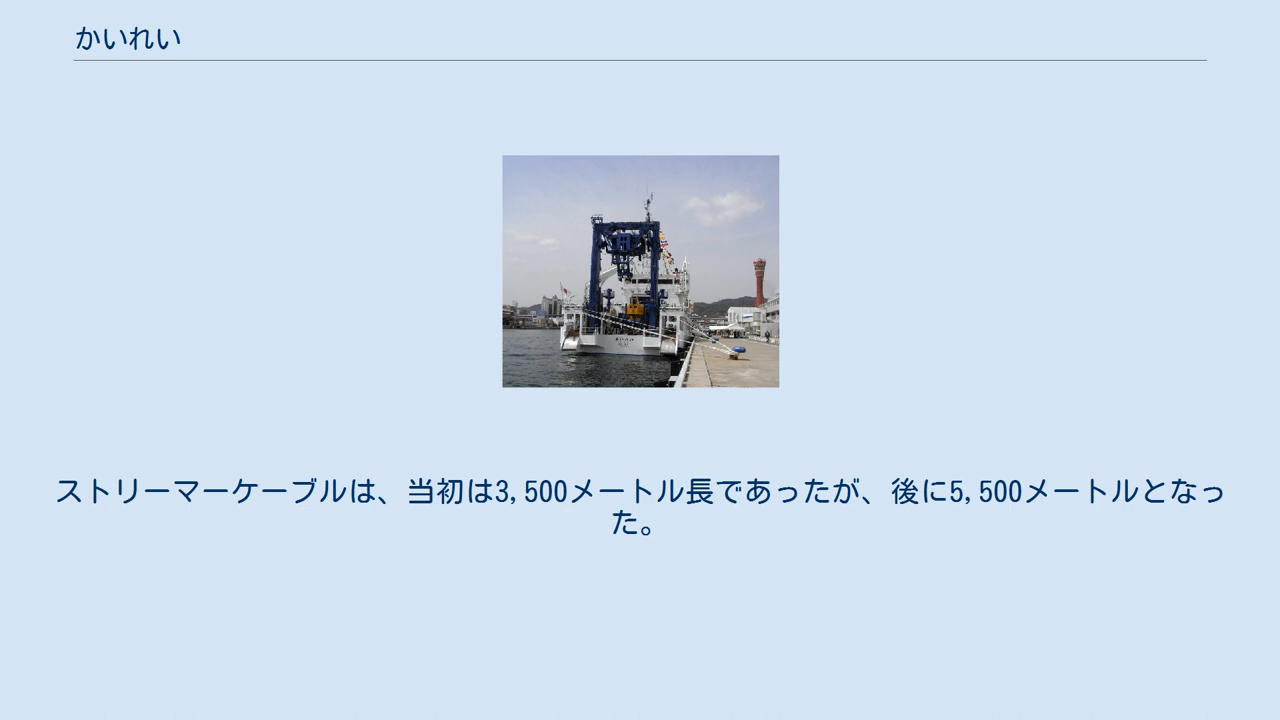 かいれい
ストリーマーケーブルは、当初は3,500メートル長であったが、後に5,500メートルとなっ
た。